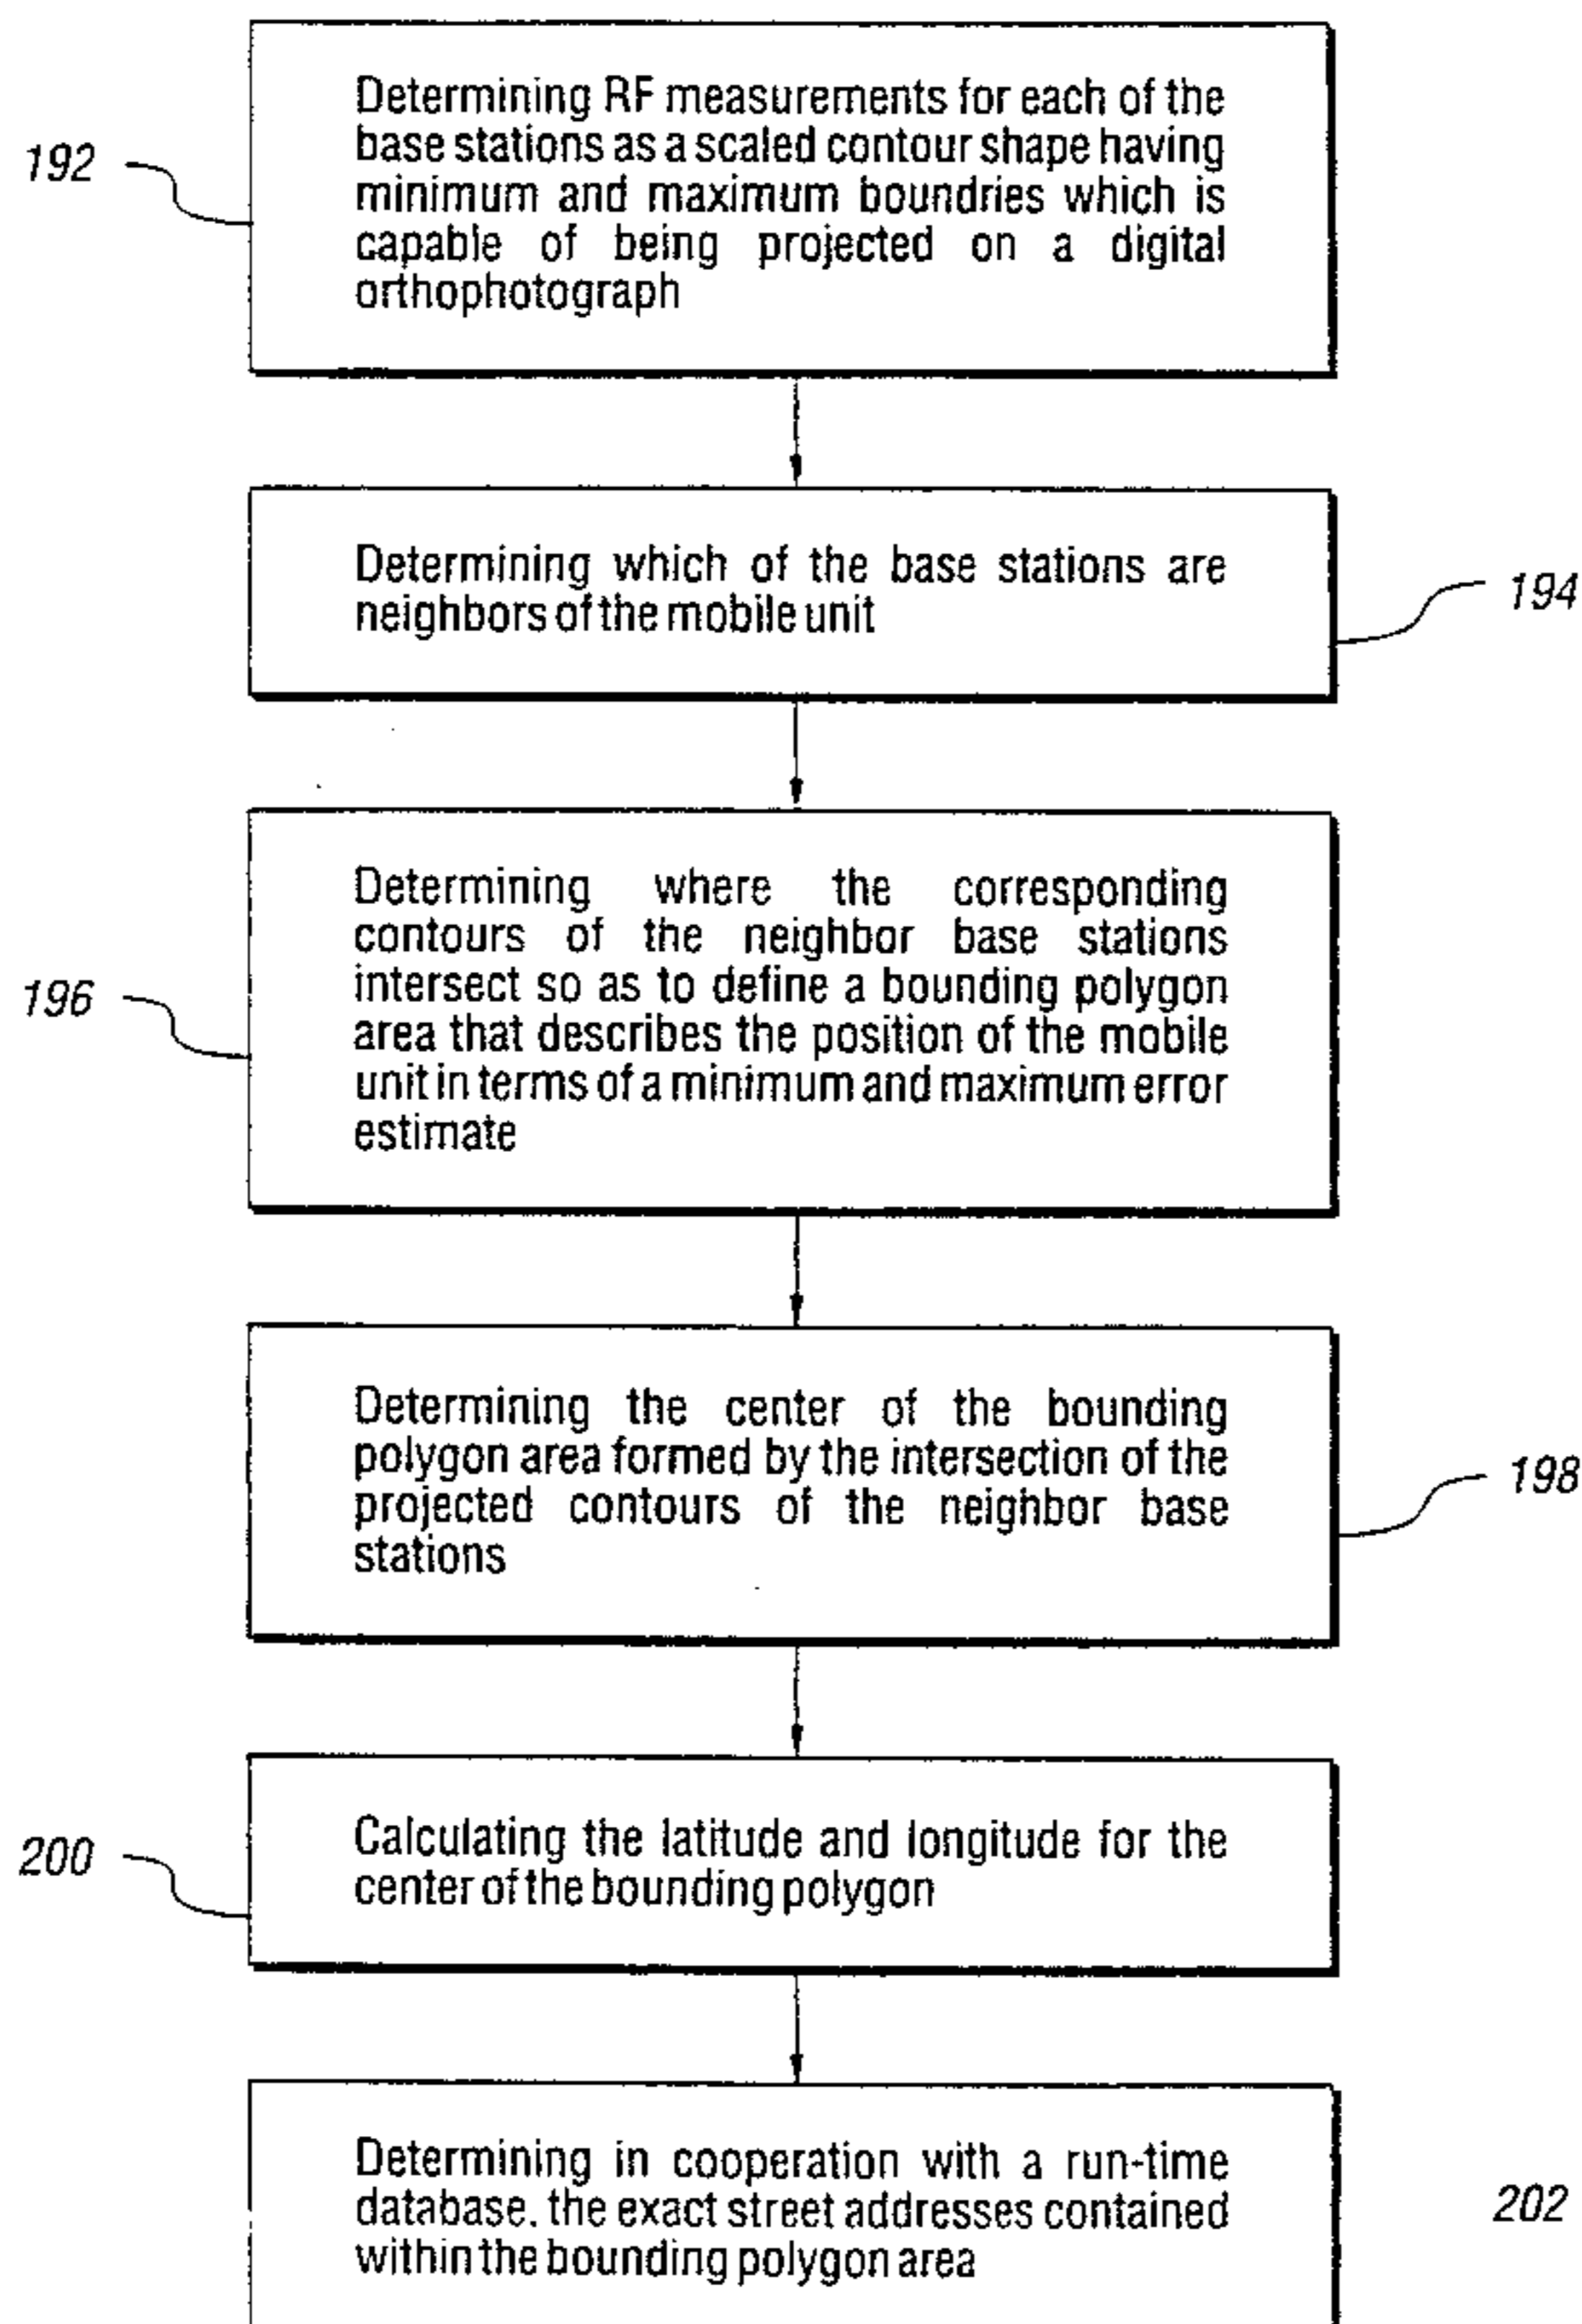 192
Determining RF measurements for each of the
base stations as a scaled contour shape having
minimum and maximum boundries which is
capable of being projected on a digital
orthophotograph
Determining which of the base stations are
neighbors of the mobile unit
194
196
Determining where the corresponding
contours of the neighbor base stations
intersect so as to define a bounding polygon
area that describes the position of the mobile
unit in terms of a minimum and maximum error
estimate
Determining the center of the bounding
polygon area formed by the intersection of the
projected contours of the neighbor base
stations
198
200
Calculating the latitude and longitude for the
center of the bounding polygon
Determining in cooperation with a run-time
database, the exact street addresses contained
within the bounding polygon area
202